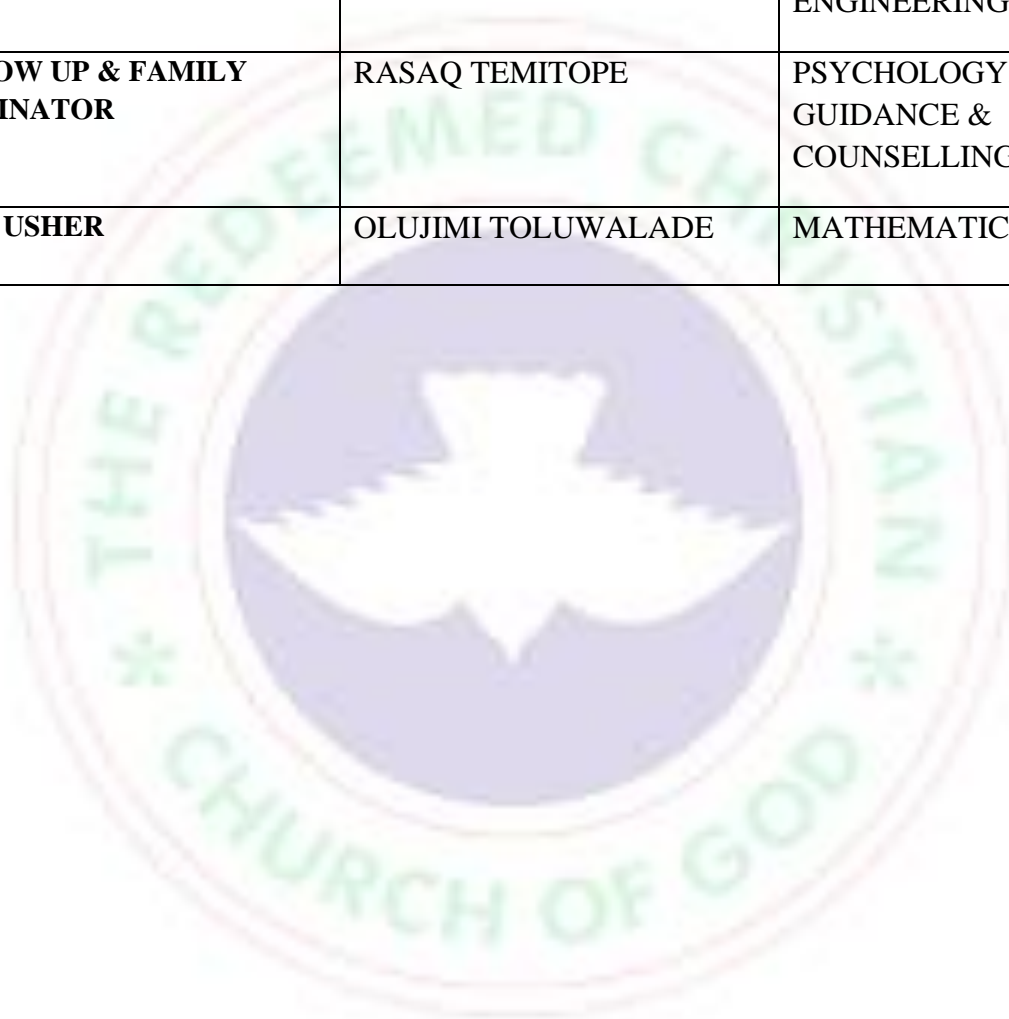 ENGINEERING
OW UP & FAMILY RASAQ TEMITOPE PSYCHOLOGY
INATOR GUIDANCE &
COUNSELLING
USHER OLUJIMI TOLUWALADE MATHEMATIC
THE REDEEMED CHRISTIAN
* CHURCH OF GOD *